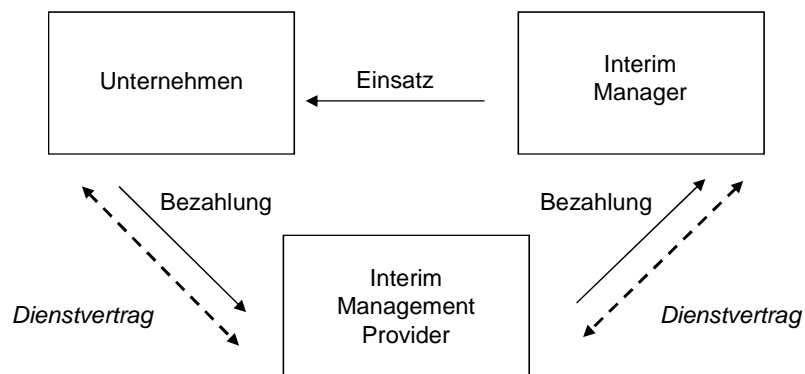 Unternehmen
Einsatz
Interim
Manager
Bezahlung
Bezahlung
Interim
Management
Provider
Dienstvertrag
Dienstvertrag